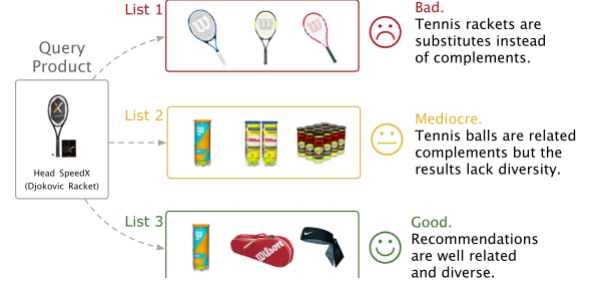 Query
Product
Head SpeedX
(Djokovic Racket)
List 1
Bad.
Tennis rackets are
substitutes instead
of complements.
List 2
Mediocre.
Tennis balls are related
complements but the
results lack diversity.
List 3
Wilson
Good.
Recommendations
are well related
and diverse.